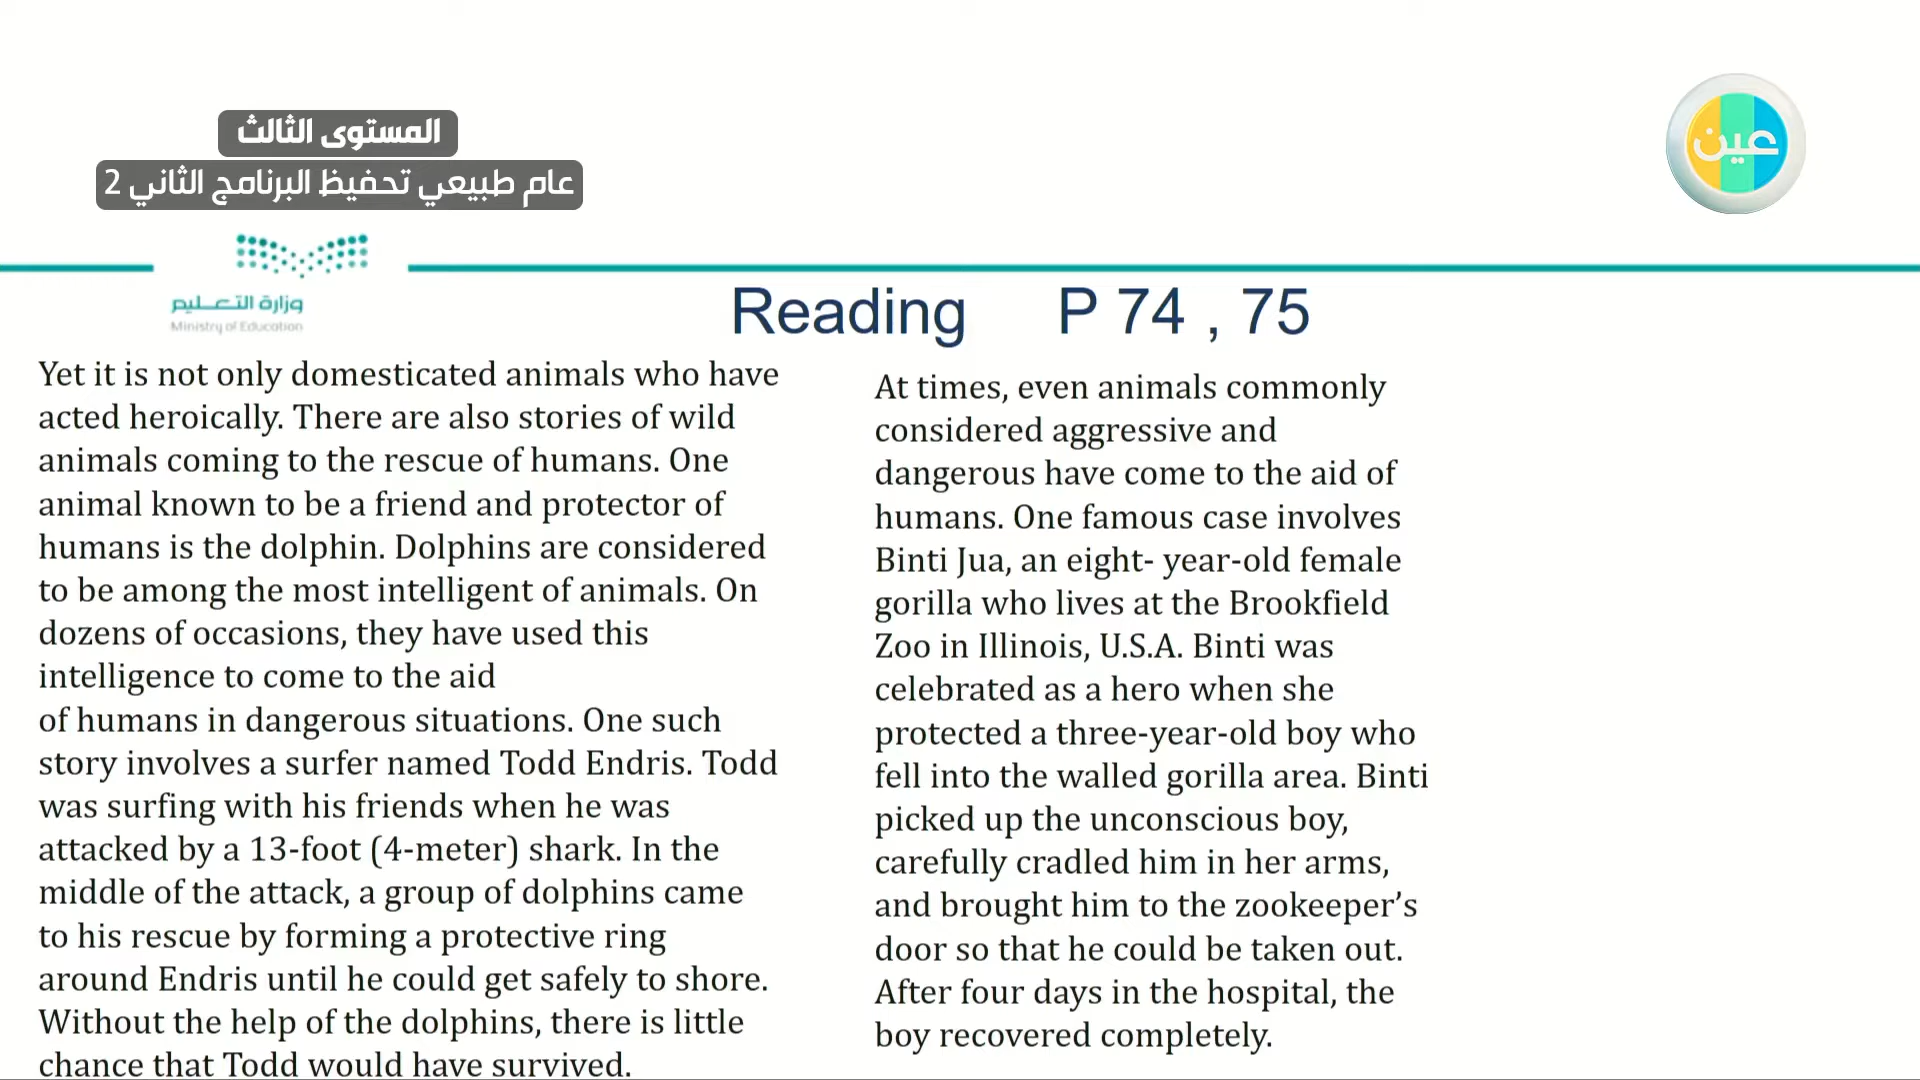 المستوى الثالث
عام طبيعي تحفيظ البرنامج الثاني 2
عين
وزارة التعليم
Ministry of Education
Reading P 74 , 75
Yet it is not only domesticated animals who have
acted heroically. There are also stories of wild
animals coming to the rescue of humans. One
animal known to be a friend and protector of
humans is the dolphin. Dolphins are considered
to be among the most intelligent of animals. On
dozens of occasions, they have used this
intelligence to come to the aid
of humans in dangerous situations. One such
story involves a surfer named Todd Endris. Todd
was surfing with his friends when he was
attacked by a 13-foot (4-meter) shark. In the
middle of the attack, a group of dolphins came
to his rescue by forming a protective ring
around Endris until he could get safely to shore.
Without the help of the dolphins, there is little
chance that Todd would have survived.
At times, even animals commonly
considered aggressive and
dangerous have come to the aid of
humans. One famous case involves
Binti Jua, an eight- year-old female
gorilla who lives at the Brookfield
Zoo in Illinois, U.S.A. Binti was
celebrated as a hero when she
protected a three-year-old boy who
fell into the walled gorilla area. Binti
picked up the unconscious boy,
carefully cradled him in her arms,
and brought him to the zookeeper’s
door so that he could be taken out.
After four days in the hospital, the
boy recovered completely.